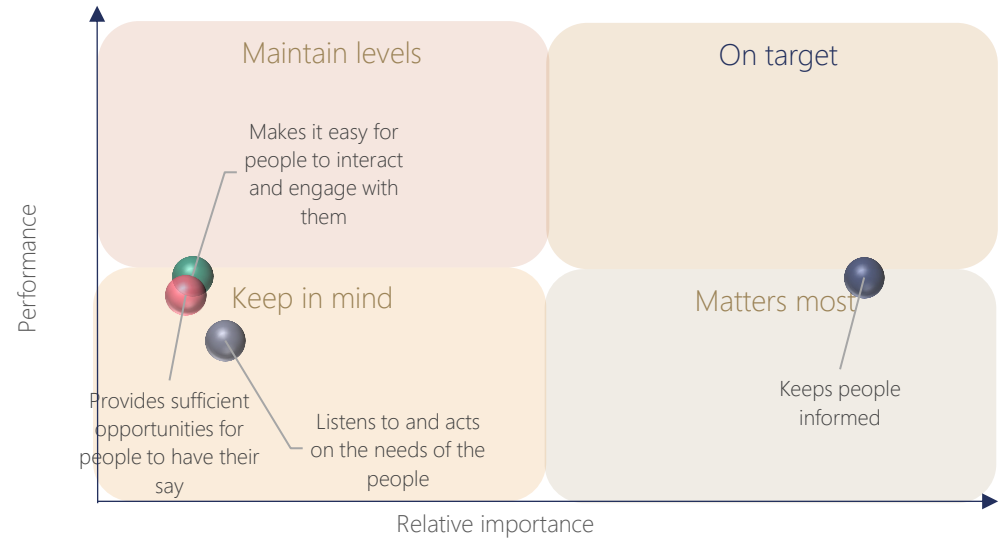 Maintain levels
On target
Makes it easy for
people to interact
and engage with
them
Performance
Keep in mind
Matters most
Provides sufficient
opportunities for
people to have their
say
Listens to and acts
on the needs of the
people
Keeps people
informed
Relative importance